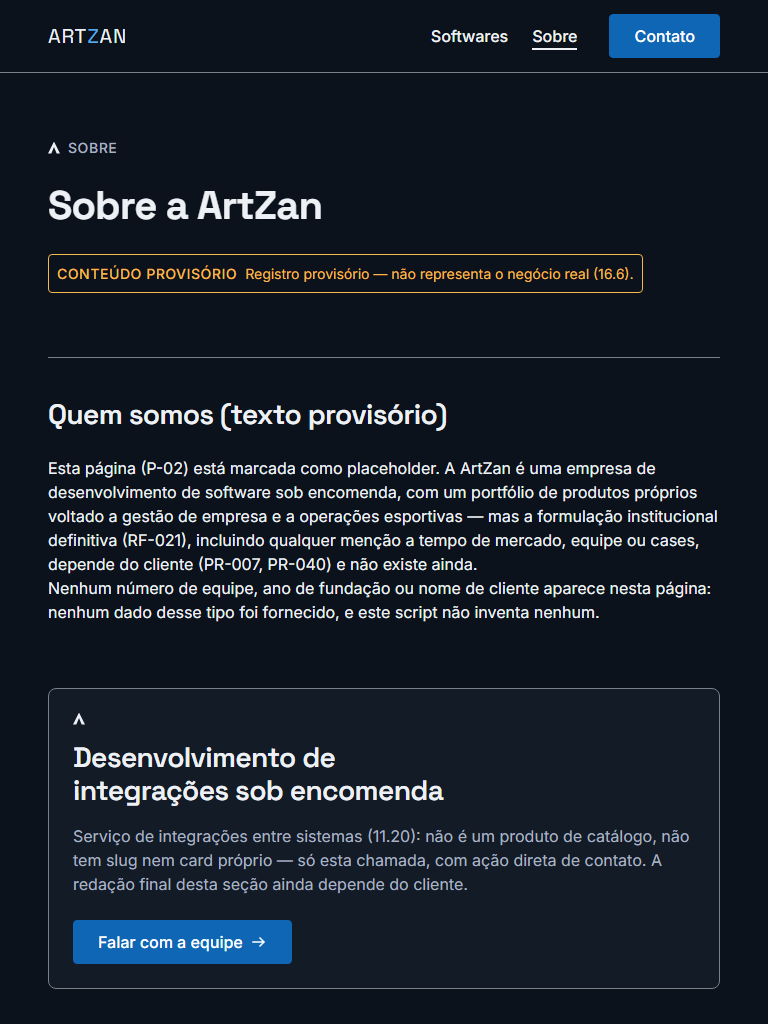 ARTZAN
Softwares
Sobre
Contato
SOBRE
Sobre a ArtZan
CONTEÚDO PROVISÓRIO Registro provisório — não representa o negócio real (16.6).
Quem somos (texto provisório)
Esta página (P-02) está marcada como placeholder. A ArtZan é uma empresa de
desenvolvimento de software sob encomenda, com um portfólio de produtos próprios
voltado a gestão de empresa e a operações esportivas — mas a formulação institucional
definitiva (RF-021), incluindo qualquer menção a tempo de mercado, equipe ou cases,
depende do cliente (PR-007, PR-040) e não existe ainda.
Nenhum número de equipe, ano de fundação ou nome de cliente aparece nesta página:
nenhum dado desse tipo foi fornecido, e este script não inventa nenhum.
Desenvolvimento de
integrações sob encomenda
Serviço de integrações entre sistemas (11.20): não é um produto de catálogo, não
tem slug nem card próprio — só esta chamada, com ação direta de contato. A
redação final desta seção ainda depende do cliente.
Falar com a equipe →